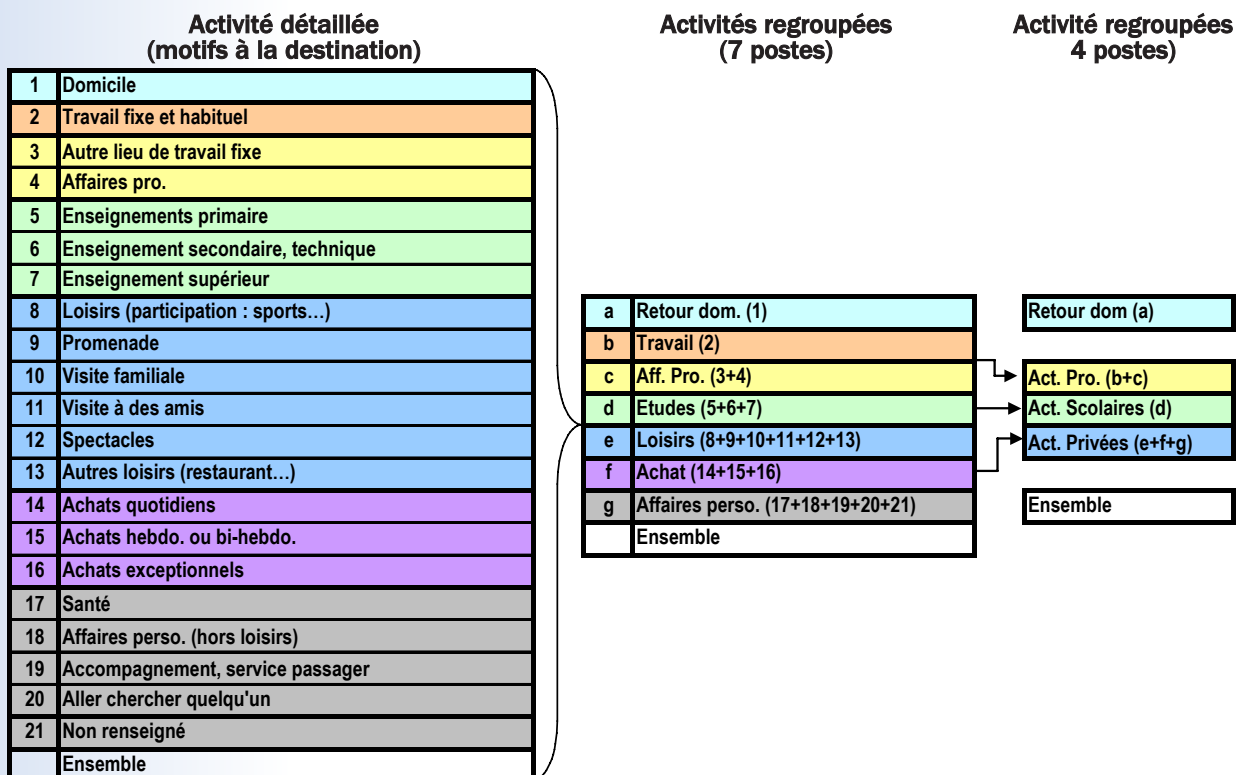 Activité détaillée
(motifs à la destination)
1 Domicile
2 Travail fixe et habituel
3 Autre lieu de travail fixe
4 Affaires pro.
5 Enseignements primaire
6 Enseignement secondaire, technique
7 Enseignement supérieur
8 Loisirs (participation : sports…)
9 Promenade
10 Visite familiale
11 Visite à des amis
12 Spectacles
13 Autres loisirs (restaurant…)
14 Achats quotidiens
15 Achats hebdo. ou bi-hebdo.
16 Achats exceptionnels
17 Santé
18 Affaires perso. (hors loisirs)
19 Accompagnement, service passager
20 Aller chercher quelqu'un
21 Non renseigné
Ensemble
Activités regroupées
(7 postes)
a Retour dom. (1)
b Travail (2)
c Aff. Pro. (3+4)
d Etudes (5+6+7)
e Loisirs (8+9+10+11+12+13)
f Achat (14+15+16)
g Affaires perso. (17+18+19+20+21)
Ensemble
Activité regroupées
4 postes)
Retour dom (a)
Act. Pro. (b+c)
Act. Scolaires (d)
Act. Privées (e+f+g)
Ensemble